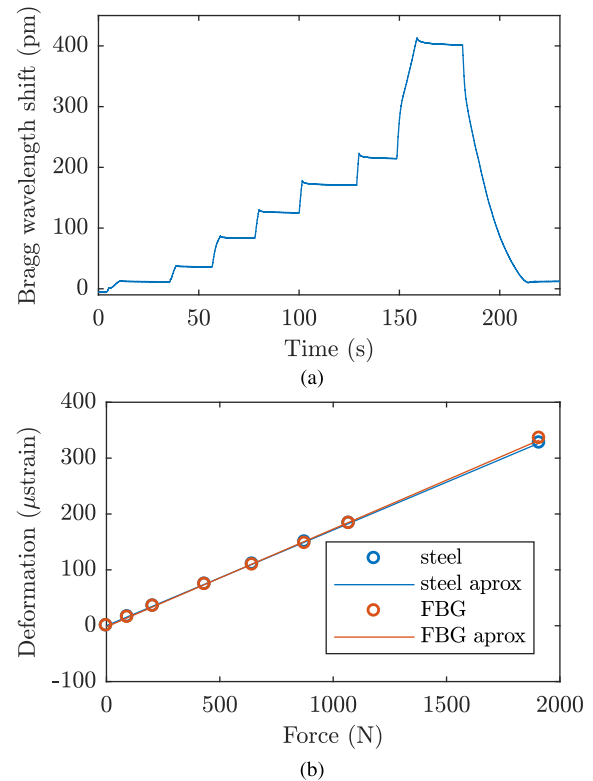 Bragg wavelength shift (pm)
400
300
200
100
0
0
50
100
150
200
Time (s)
(a)
Deformation (μstrain)
400
300
200
100
0
-100
steel
steel aprox
FBG
FBG aprox
0
500
1000
1500
2000
Force (N)
(b)